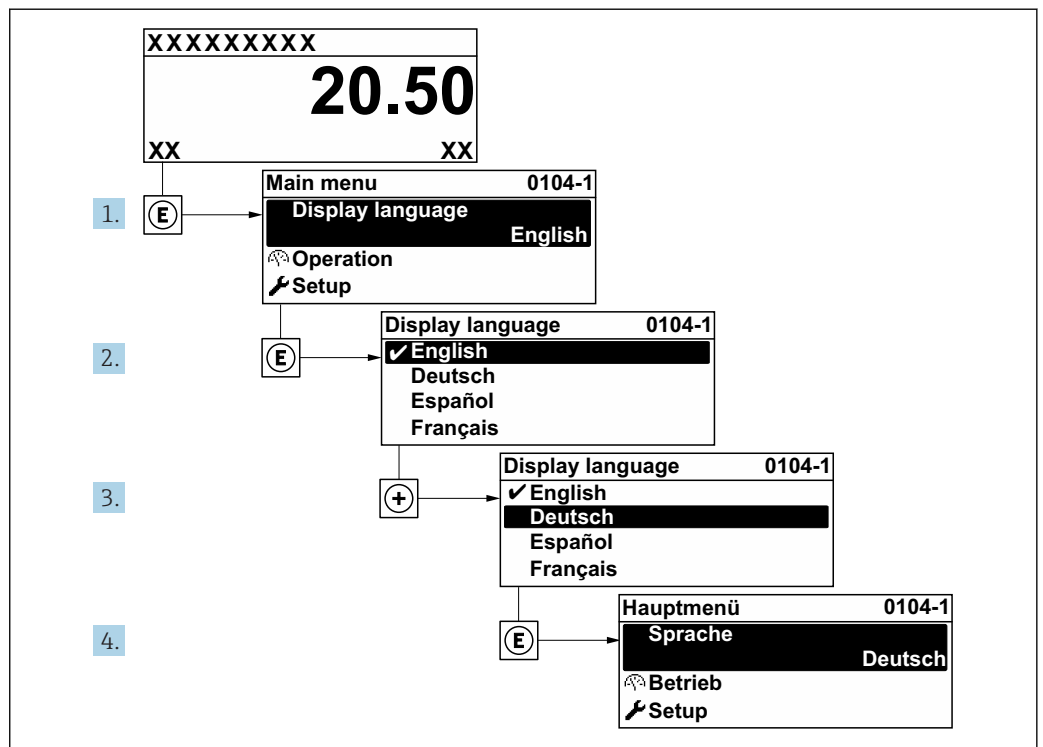 XXXXXXXXX
20.50
XX XX
1. E
Main menu 0104-1
Display language
English
Operation
Setup
2. E
Display language 0104-1
✔English
Deutsch
Español
Français
3. +
Display language 0104-1
✔English
Deutsch
Español
Français
4. E
Hauptmenü 0104-1
Sprache
Deutsch
Betrieb
Setup